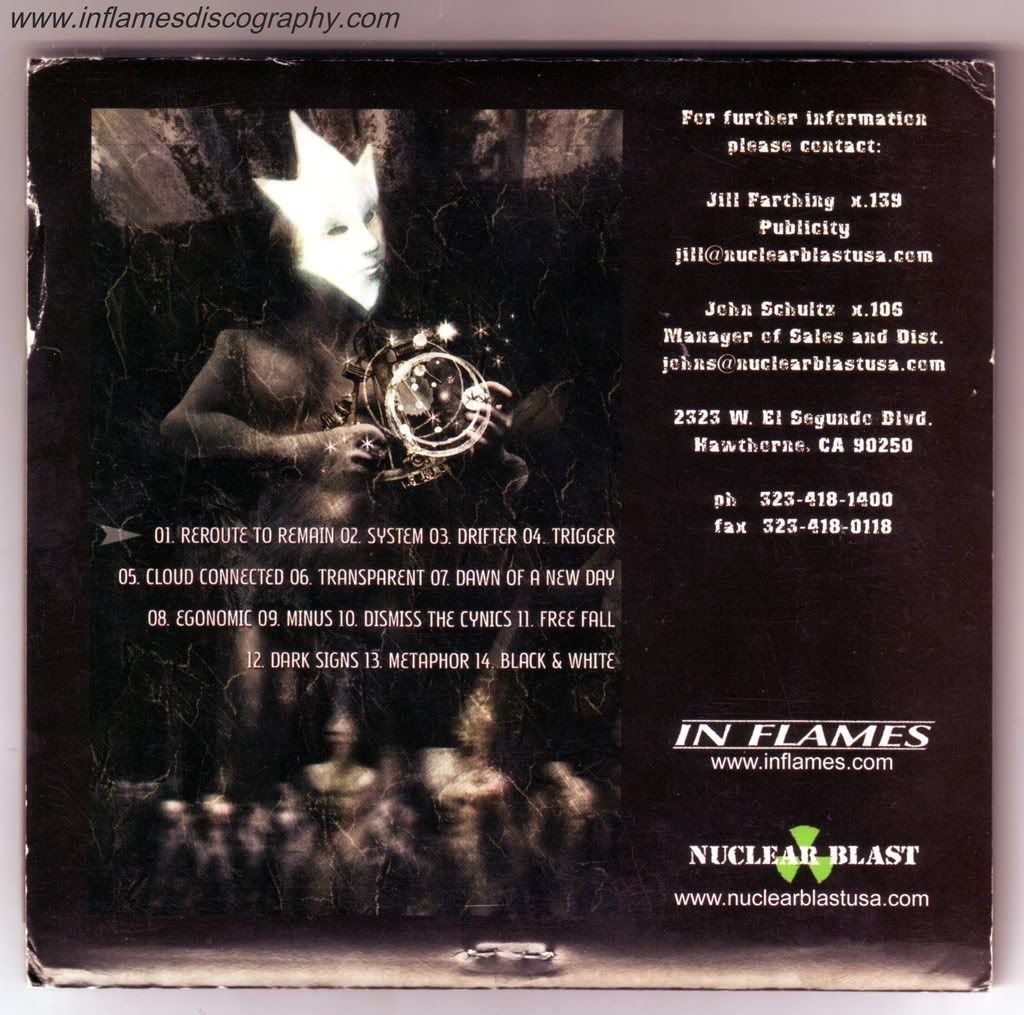 www.inflamesdiscography.com
For further information
please contact:
Jill Farthing x.139
Publicity
jill@nuclearblastusa.com
John Schultz x.106
Manager of Sales and Dist.
johns@nuclearblastusa.com
2323 W. El Segundo Blvd.
Hawthorne, CA 90250
ph 323-418-1400
fax 323-418-0118
01. REROUTE TO REMAIN 02. SYSTEM 03. DRIFTER 04. TRIGGER
05. CLOUD CONNECTED 06. TRANSPARENT 07. DAWN OF A NEW DAY
08. EGONOMIC 09. MINUS 10. DISMISS THE CYNICS 11. FREE FALL
12. DARK SIGNS 13. METAPHOR 14. BLACK & WHITE
IN FLAMES
www.inflames.com
NUCLEAR BLAST
www.nuclearblastusa.com